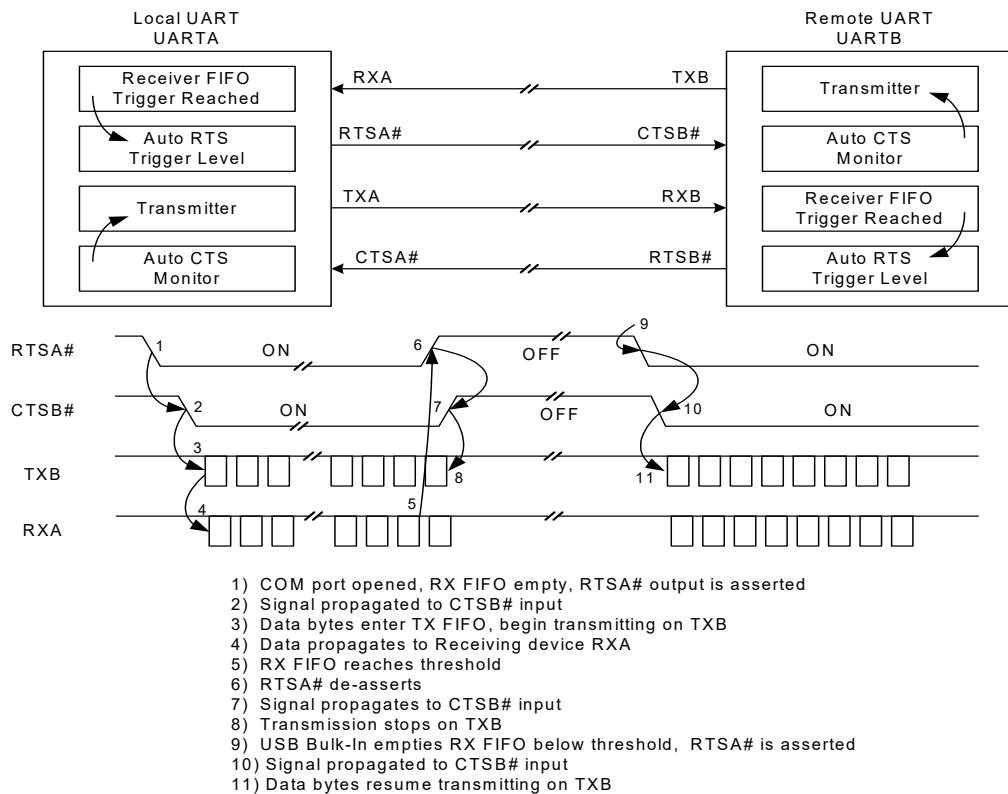 Local UART
UARTA
Remote UART
UARTB
Receiver FIFO
Trigger Reached
Auto RTS
Trigger Level
Transmitter
Auto CTS
Monitor
RXA
TXB
RTSA#
CTSB#
TXA
RXB
CTSA#
RTSB#
Transmitter
Auto CTS
Monitor
Receiver FIFO
Trigger Reached
Auto RTS
Trigger Level
RTSA#
1
ON
6
OFF
9
ON
CTSB#
2
ON
7
OFF
10
ON
TXB
3
8
11
RXA
4
5
1) COM port opened, RX FIFO empty, RTSA# output is asserted
2) Signal propagated to CTSB# input
3) Data bytes enter TX FIFO, begin transmitting on TXB
4) Data propagates to Receiving device RXA
5) RX FIFO reaches threshold
6) RTSA# de-asserts
7) Signal propagates to CTSB# input
8) Transmission stops on TXB
9) USB Bulk-In empties RX FIFO below threshold, RTSA# is asserted
10) Signal propagated to CTSB# input
11) Data bytes resume transmitting on TXB